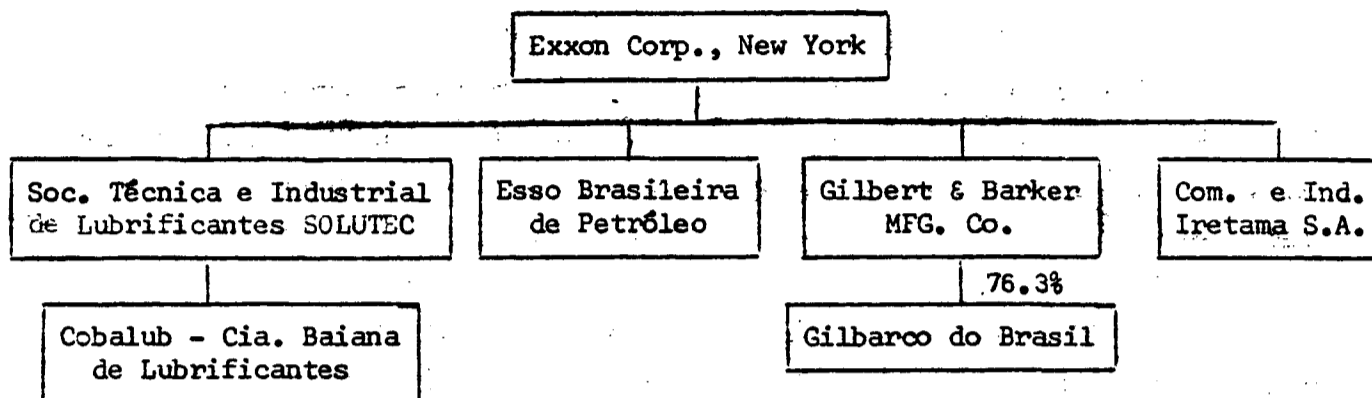 Exxon Corp., New York
Soc. Técnica e Industrial
de Lubrificantes SOLUTEC
Esso Brasileira
de Petróleo
Gilbert & Barker
MFG. Co.
Com. e Ind.
Iretama S.A.
76.3%
Cobalub - Cia. Baiana
de Lubrificantes
Gilbarco do Brasil